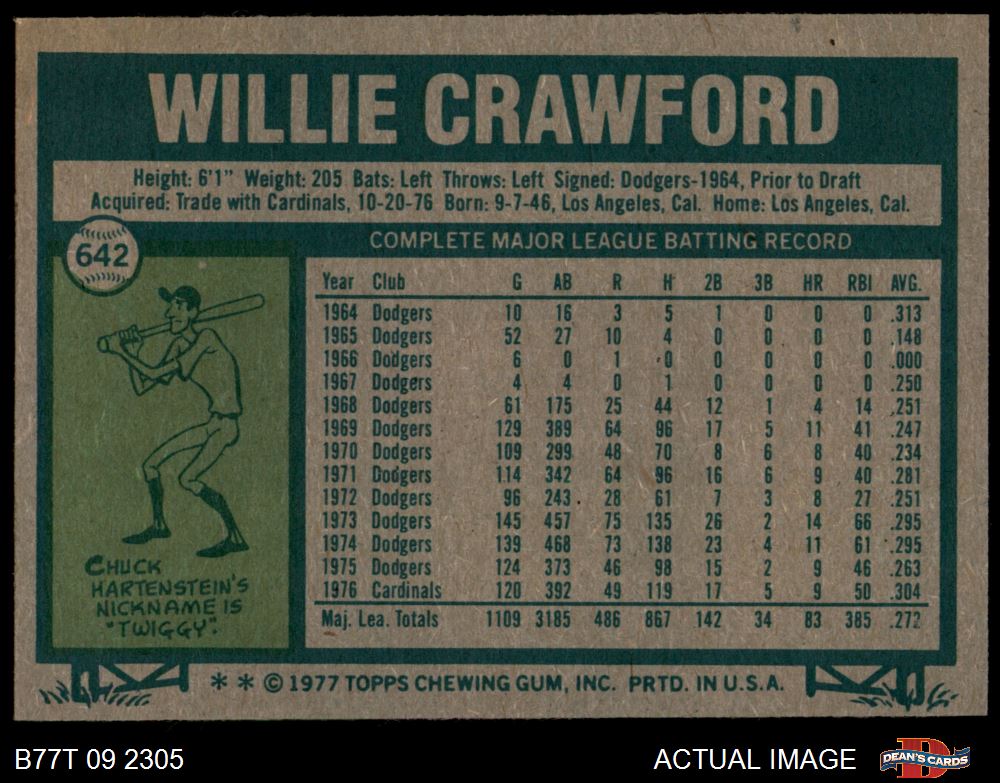 WILLIE CRAWFORD
Height: 6'1" Weight: 205 Bats: Left Throws: Left Signed: Dodgers-1964, Prior to Draft
Acquired: Trade with Cardinals, 10-20-76 Born: 9-7-46, Los Angeles, Cal. Home: Los Angeles, Cal.
642
COMPLETE MAJOR LEAGUE BATTING RECORD
Year Club G AB R H 2B 3B HR RBI AVG.
1964 Dodgers 10 16 3 5 1 0 0 0 .313
1965 Dodgers 52 27 10 4 0 0 0 0 .148
1966 Dodgers 6 0 1 0 0 0 0 0 .000
1967 Dodgers 4 4 0 1 0 0 0 0 .250
1968 Dodgers 61 175 25 44 12 1 4 14 .251
1969 Dodgers 129 389 64 96 17 5 11 41 .247
1970 Dodgers 109 299 48 70 8 6 8 40 .234
1971 Dodgers 114 342 64 96 16 6 9 40 .281
1972 Dodgers 96 243 28 61 7 3 8 27 .251
1973 Dodgers 145 457 75 135 26 2 14 66 .295
1974 Dodgers 139 468 73 138 23 4 11 61 .295
1975 Dodgers 124 373 46 98 15 2 9 46 .263
1976 Cardinals 120 392 49 119 17 5 9 50 .304
Maj. Lea. Totals 1109 3185 486 867 142 34 83 385 .272
CHUCK
HARTENSTEIN'S
NICKNAME IS
"TWIGGY".
* * © 1977 TOPPS CHEWING GUM, INC. PRTD. IN U.S.A.
B77T 09 2305
ACTUAL IMAGE
DEAN'S CARDS